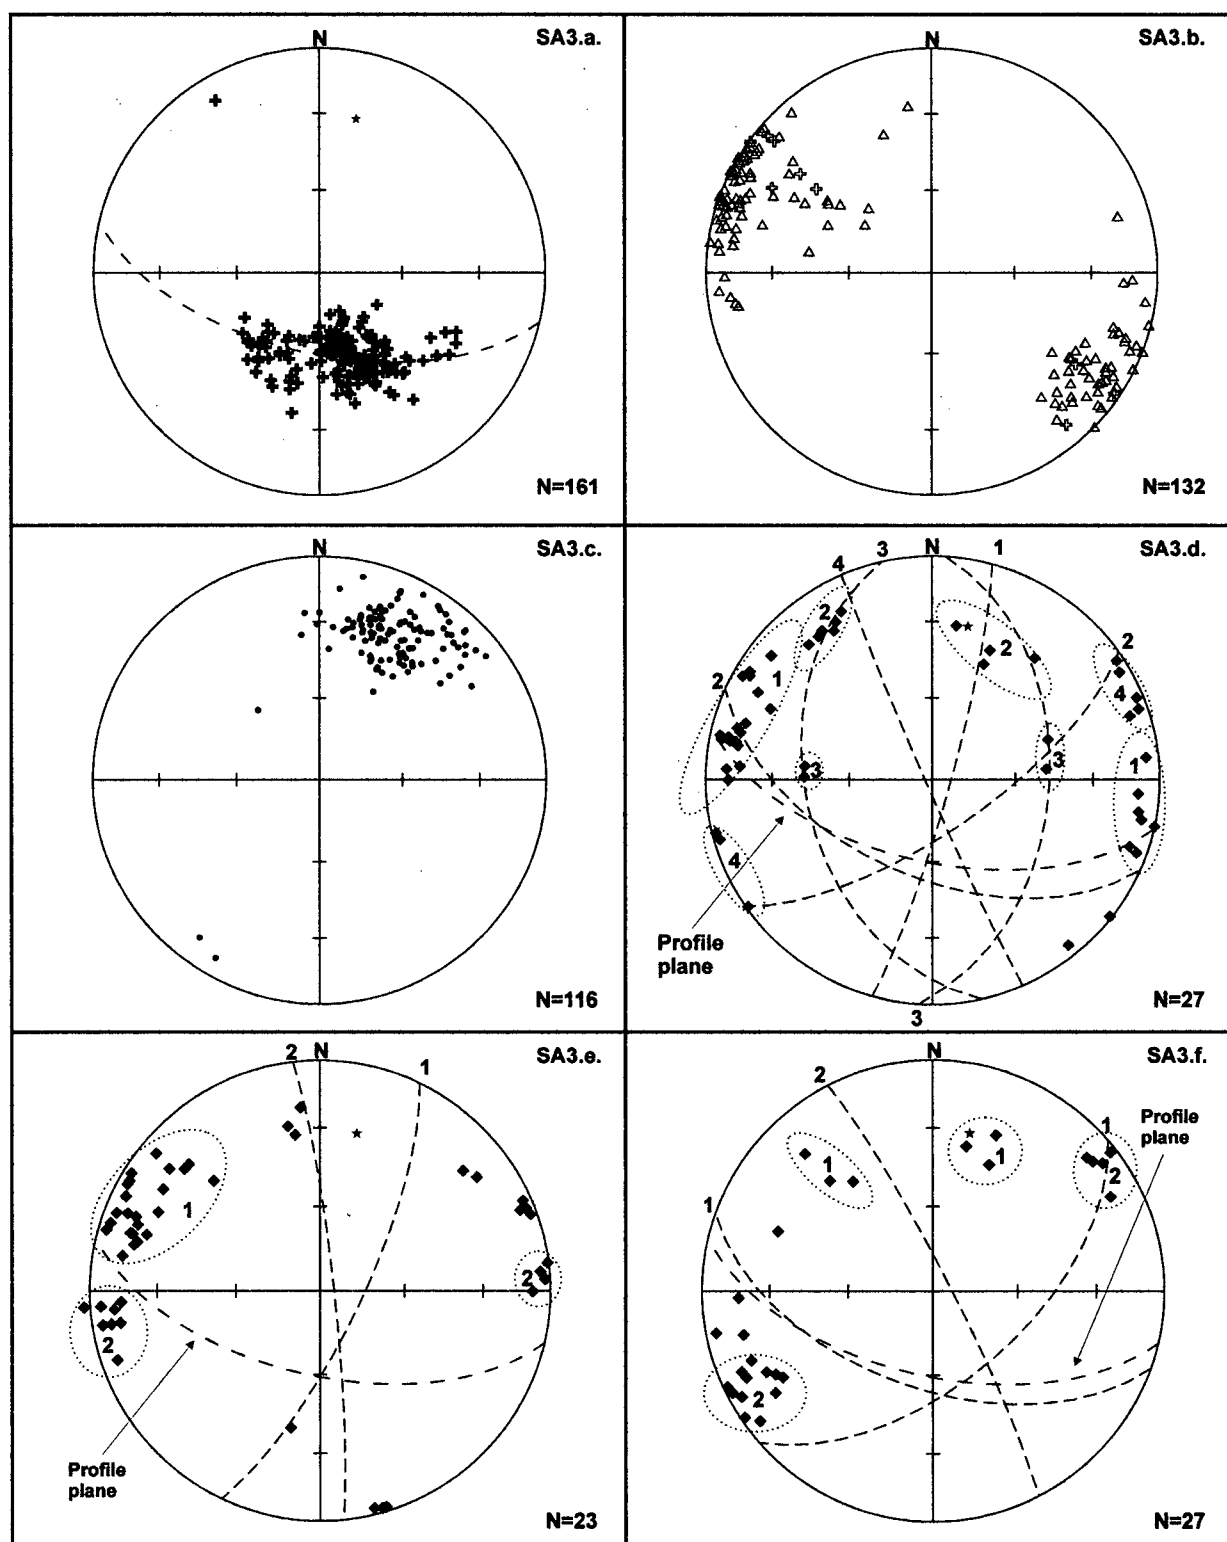 N
SA3.a.
N=161
N
SA3.b.
N=132
N
SA3.c.
N=116
4
3
N
1
SA3.d.
2
2
2
2
1
4
3
3
1
4
Profile
plane
N=27
3
2
N
1
SA3.e.
1
2
2
Profile
plane
N=23
2
N
SA3.f.
Profile
plane
1
1
1
2
1
2
N=27